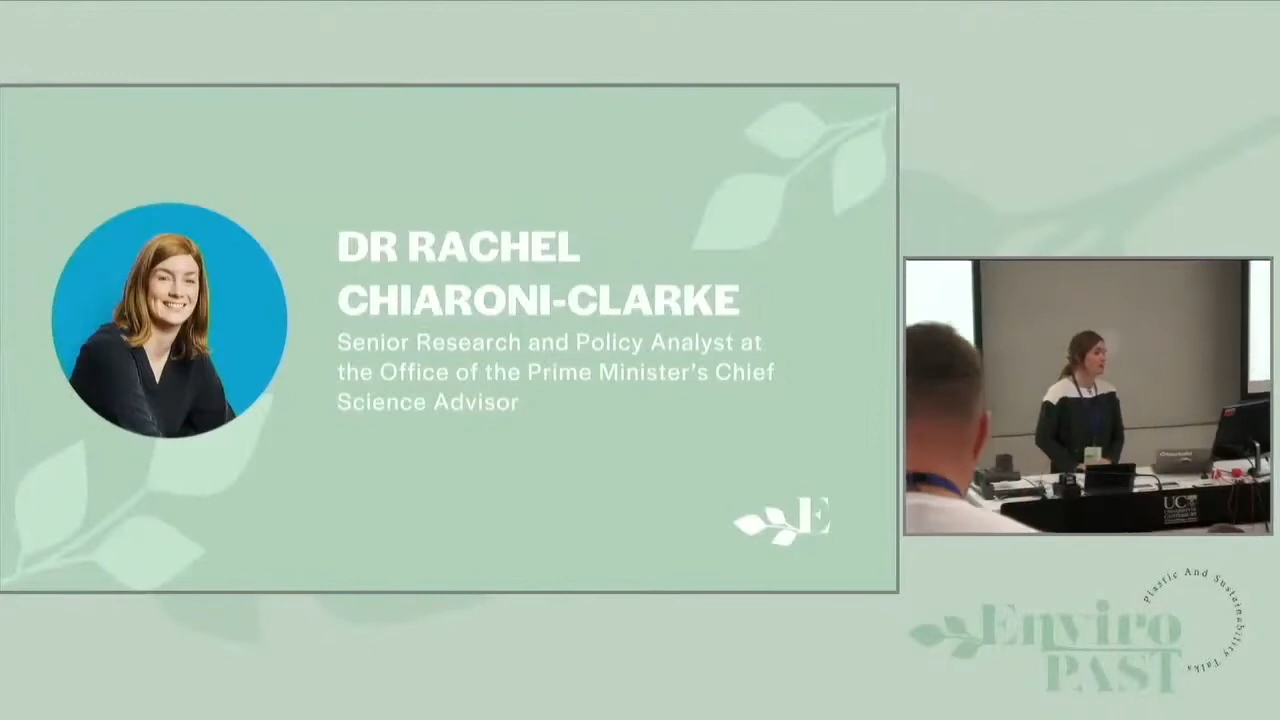 DR RACHEL
CHIARONI-CLARKE
Senior Research and Policy Analyst at
the Office of the Prime Minister's Chief
Science Advisor
E
UC
Plastic And Sustainability Talks
Enviro
PAST